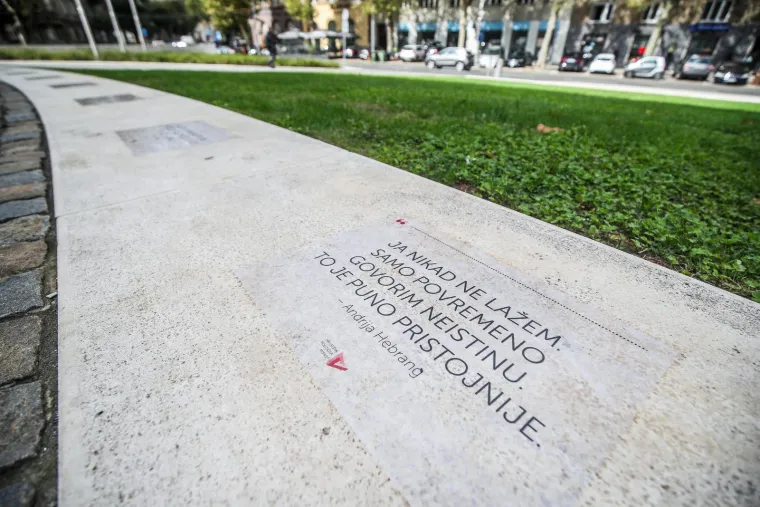 “
JA NIKAD NE LAŽEM.
SAMO POVREMENO
GOVORIM NEISTINU.
TO JE PUNO PRISTOJNIJE.
– Andrija Hebrang